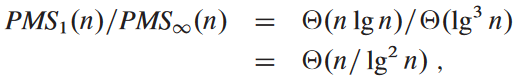 PMS₁(n)/PMS∞(n) = Θ(n lg n)/Θ(lg³ n)
= Θ(n/ lg² n) ,